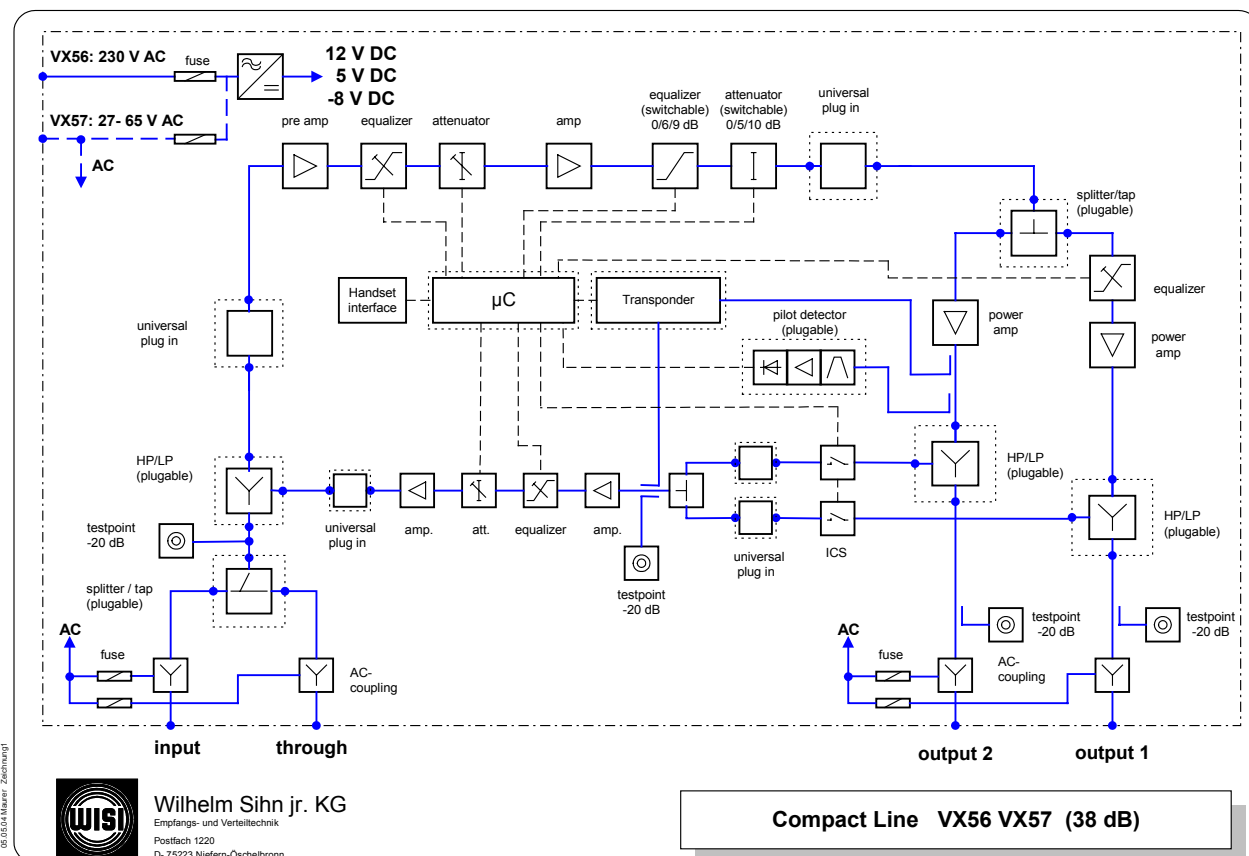 VX56: 230 V AC
fuse
12 V DC
5 V DC
-8 V DC
VX57: 27- 65 V AC
AC
pre amp
equalizer
attenuator
amp
equalizer
(switchable)
0/6/9 dB
attenuator
(switchable)
0/5/10 dB
universal
plug in
splitter/tap
(plugable)
equalizer
power
amp
power
amp
universal
plug in
Handset
interface
µC
Transponder
pilot detector
(plugable)
HP/LP
(plugable)
testpoint
-20 dB
universal
plug in
amp.
att.
equalizer
amp.
testpoint
-20 dB
universal
plug in
ICS
HP/LP
(plugable)
HP/LP
(plugable)
splitter / tap
(plugable)
AC
fuse
AC-
coupling
input
through
AC
fuse
testpoint
-20 dB
AC-
coupling
testpoint
-20 dB
output 2
output 1
05.05.04 Maurer Zeichnung1
WISI
Wilhelm Sihn jr. KG
Empfangs- und Verteiltechnik
Postfach 1220
D- 75223 Niefern-Öschelbronn
Compact Line VX56 VX57 (38 dB)